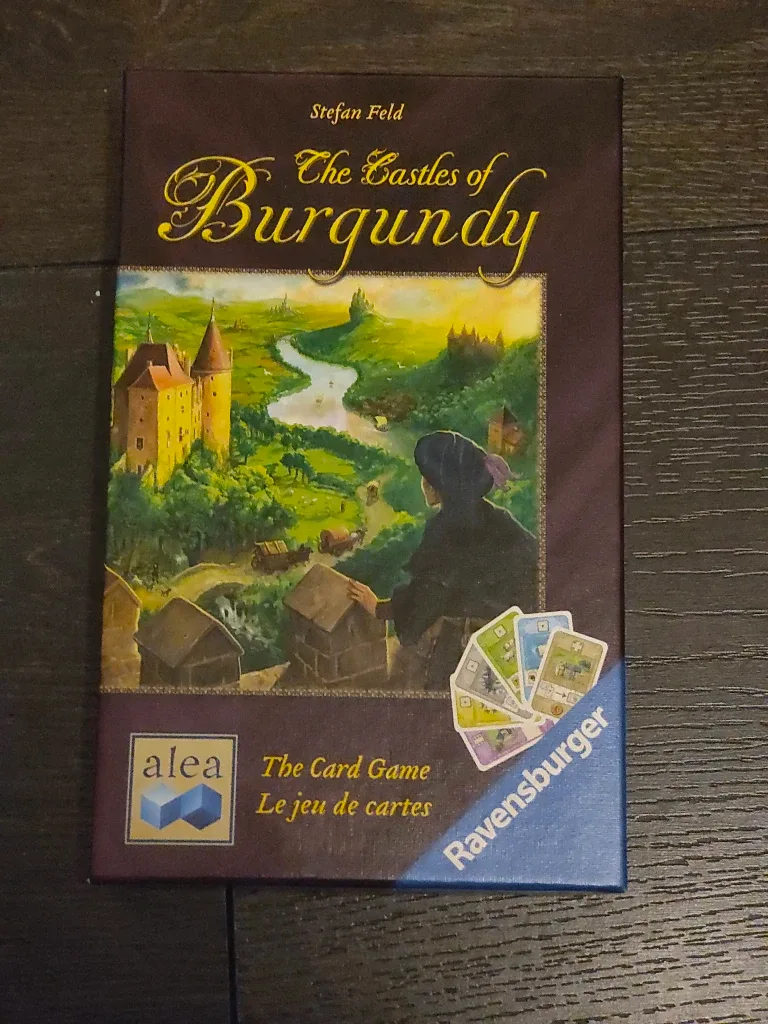 Stefan Feld
The Castles of
Burgundy
alea
The Card Game
Le jeu de cartes
Ravensburger